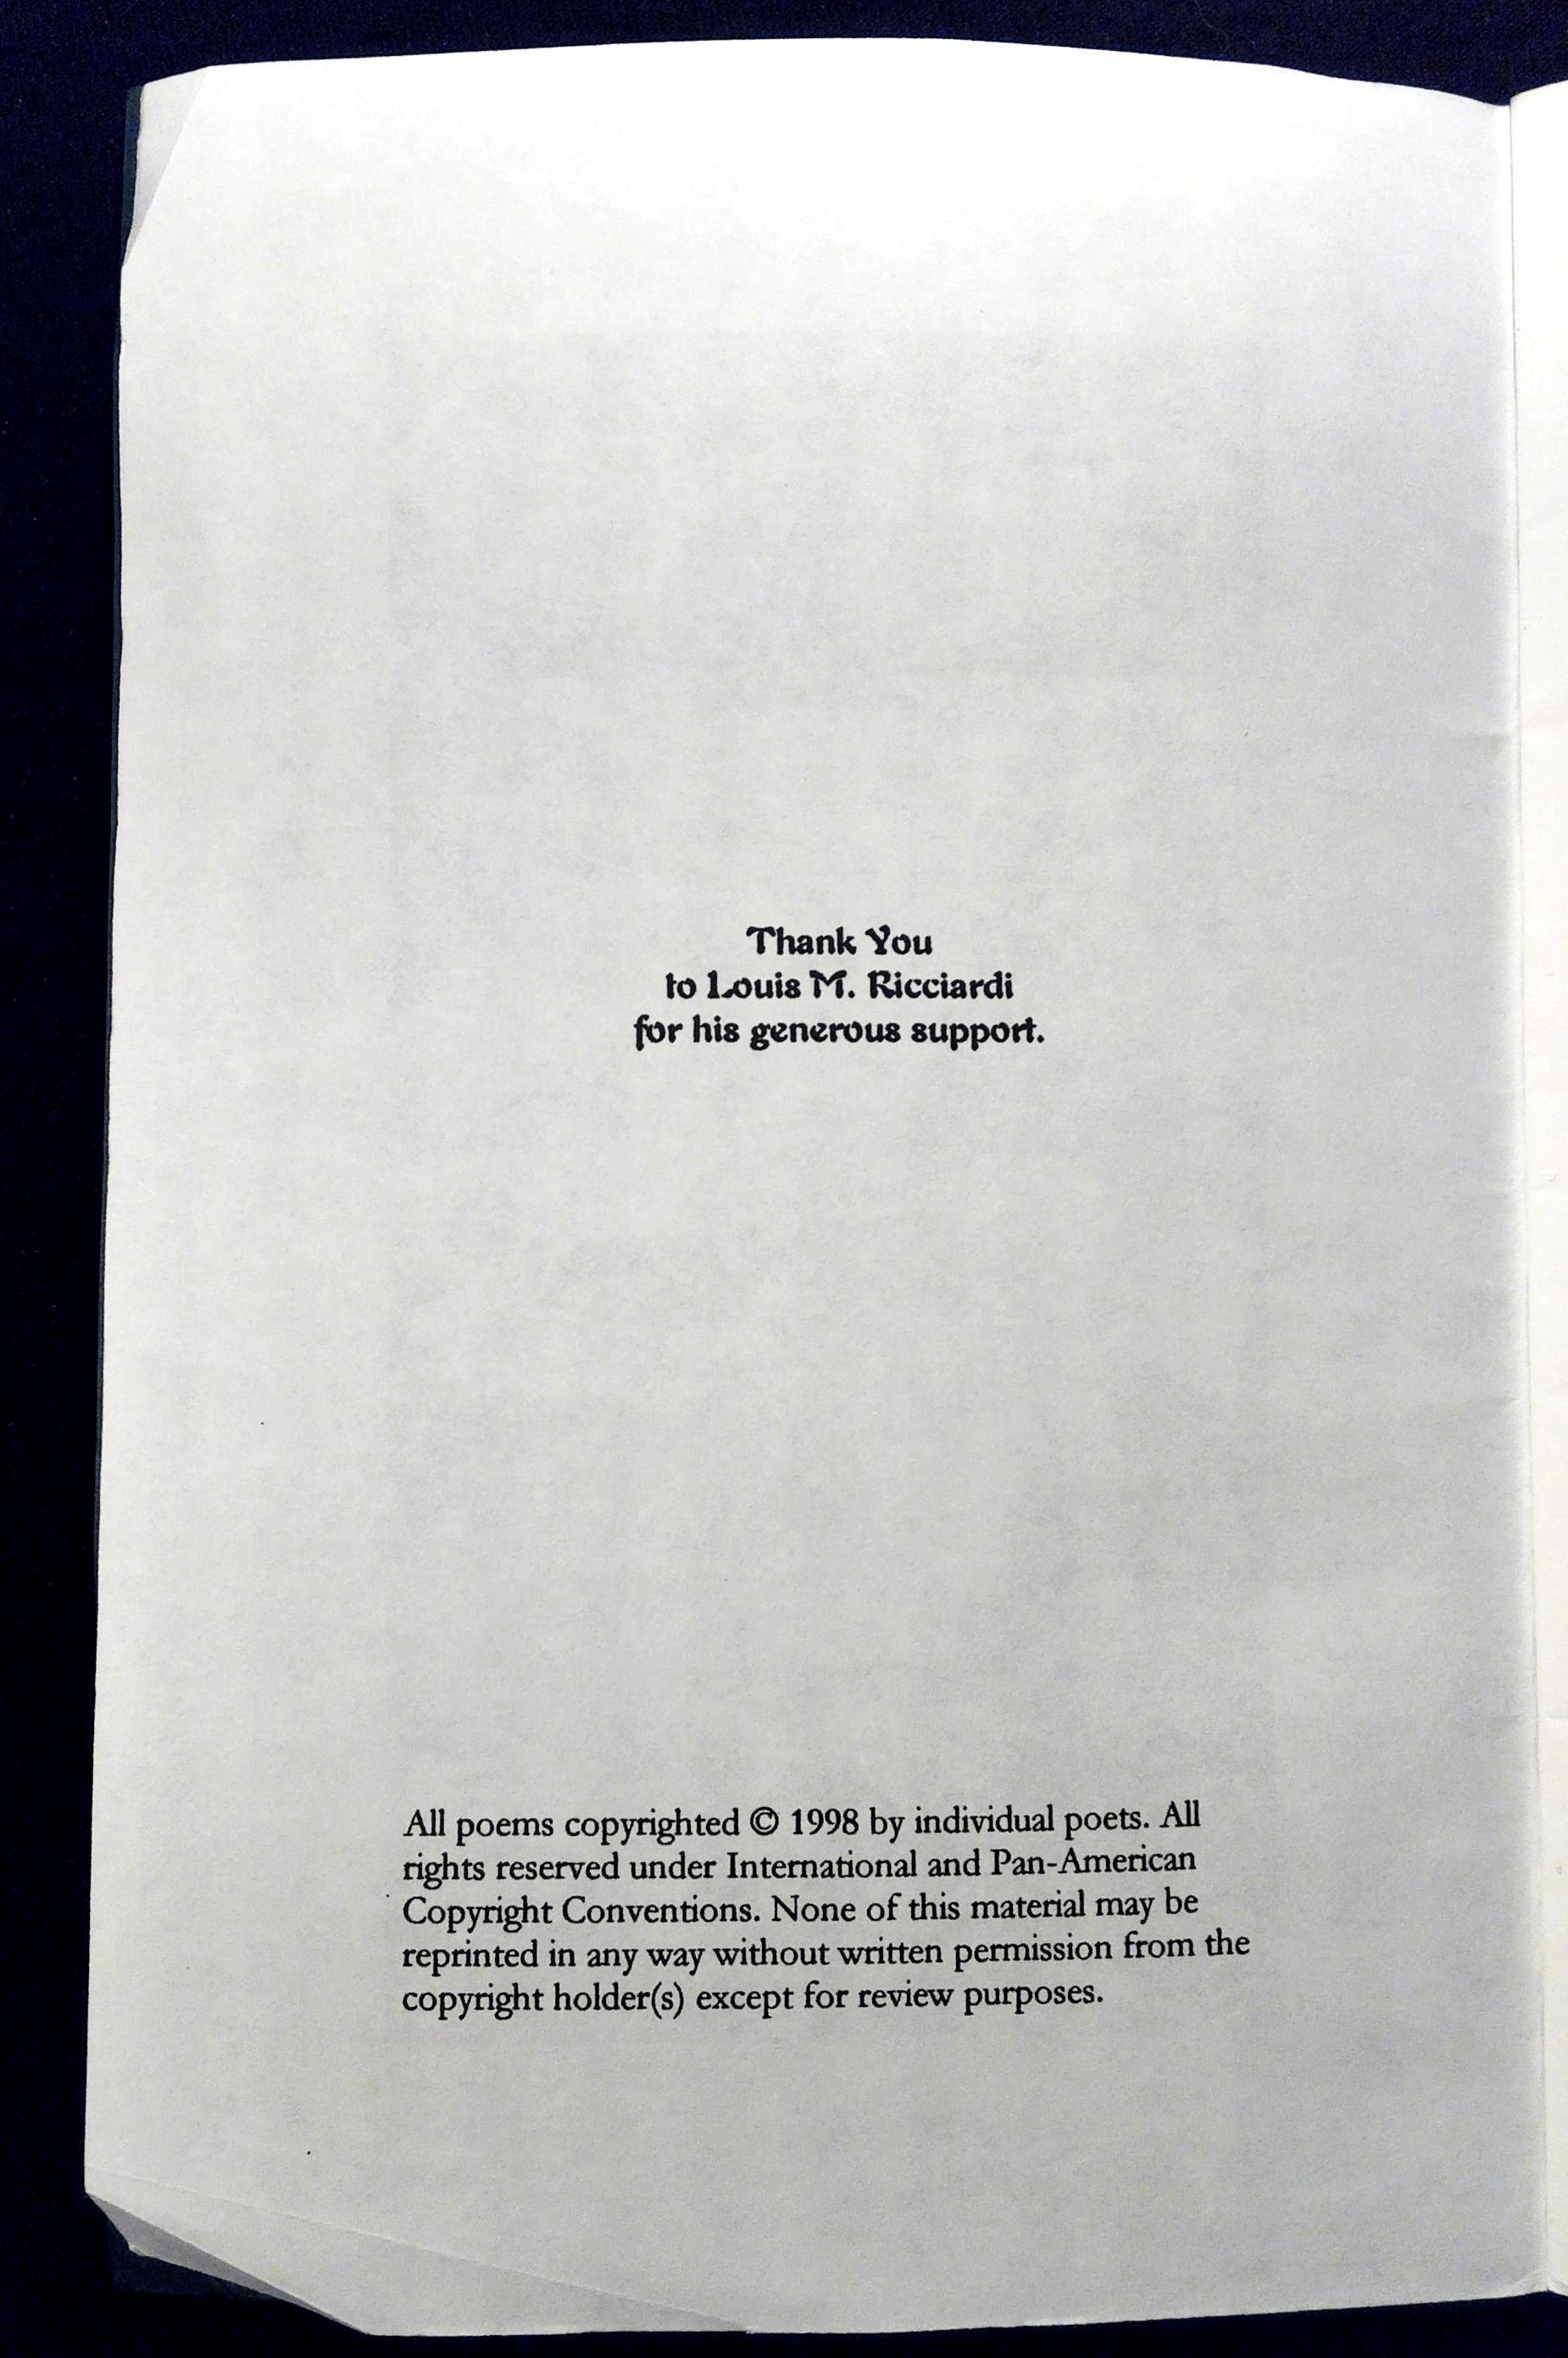 Thank You
to Louis M. Ricciardi
for his generous support.
All poems copyrighted © 1998 by individual poets. All
rights reserved under International and Pan-American
Copyright Conventions. None of this material may be
reprinted in any way without written permission from the
copyright holder(s) except for review purposes.